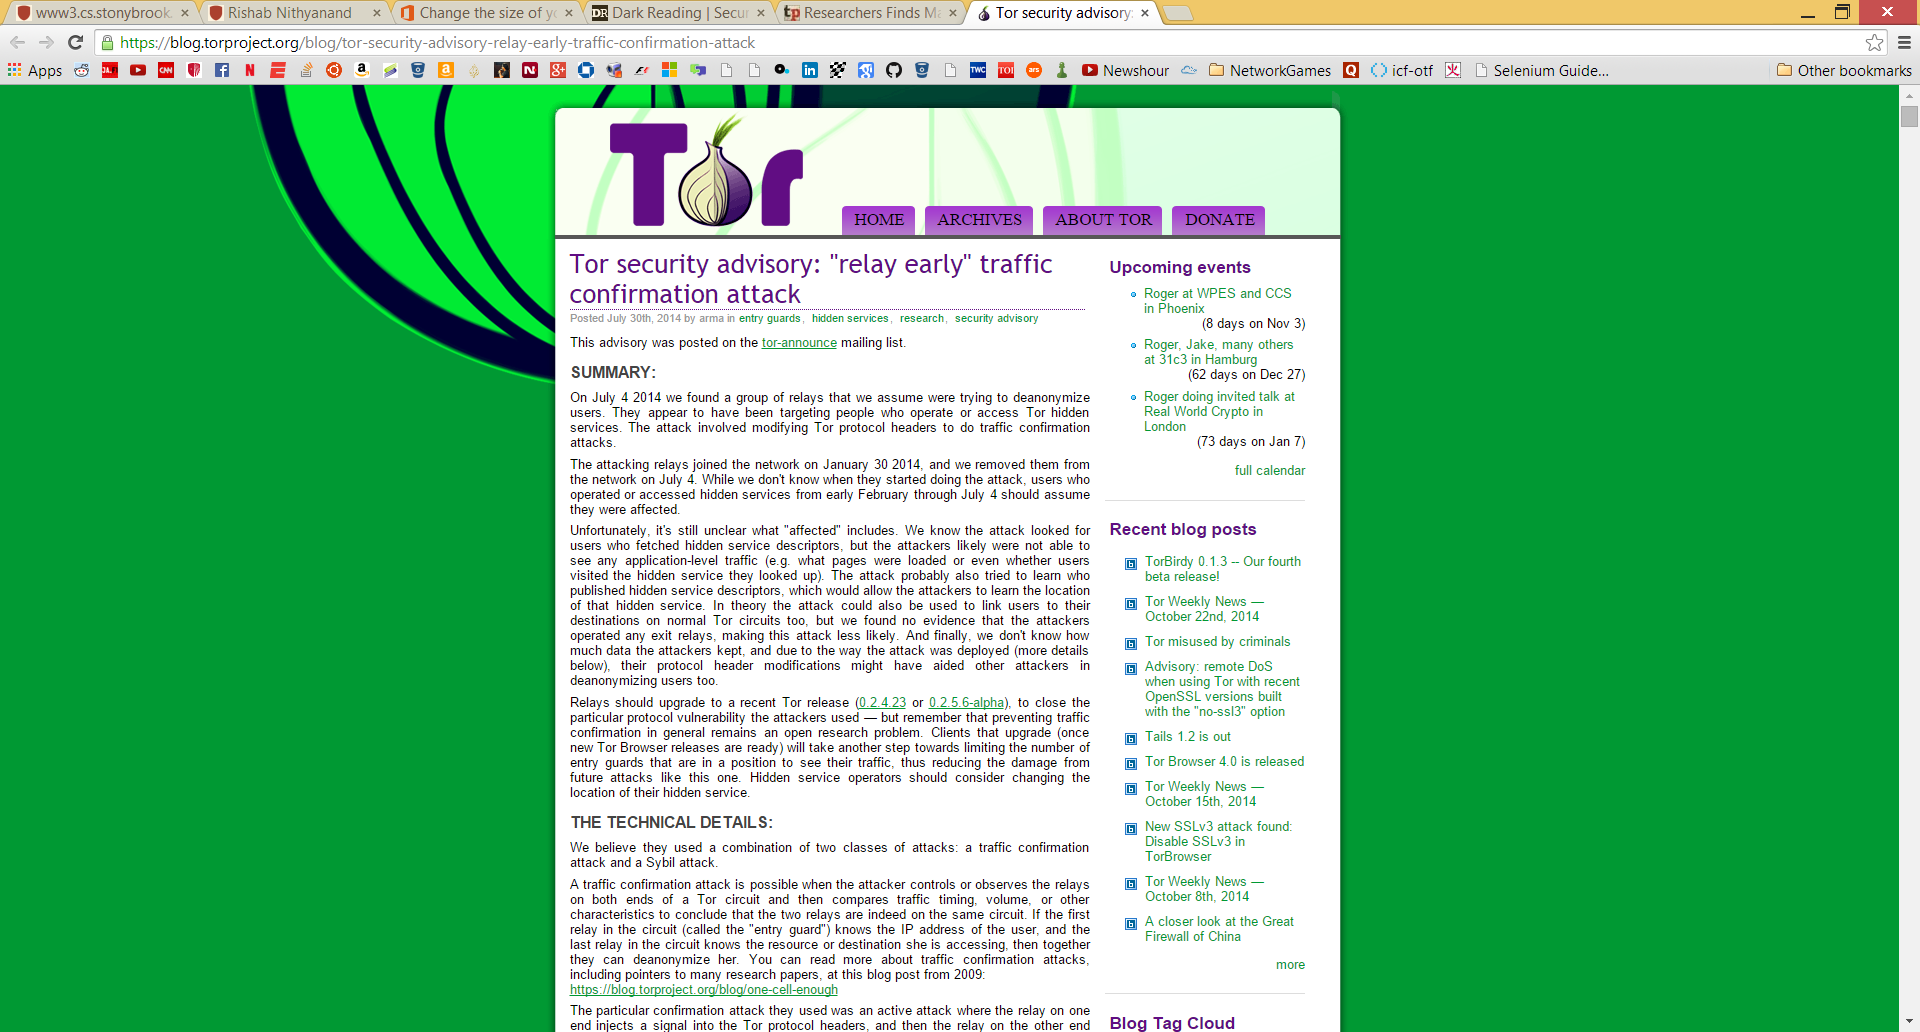 www3.cs.stonybrook.
Rishab Nithyanand
Change the size of yo
Dark Reading | Secur
Researchers Finds Ma
Tor security advisory:
https://blog.torproject.org/blog/tor-security-advisory-relay-early-traffic-confirmation-attack
Apps
Newshour
NetworkGames
icf-otf
Selenium Guide...
Other bookmarks
Tor
HOME
ARCHIVES
ABOUT TOR
DONATE
Tor security advisory: "relay early" traffic
confirmation attack
Posted July 30th, 2014 by arma in entry guards, hidden services, research, security advisory
This advisory was posted on the tor-announce mailing list.
SUMMARY:
On July 4 2014 we found a group of relays that we assume were trying to deanonymize
users. They appear to have been targeting people who operate or access Tor hidden
services. The attack involved modifying Tor protocol headers to do traffic confirmation
attacks.
The attacking relays joined the network on January 30 2014, and we removed them from
the network on July 4. While we don't know when they started doing the attack, users who
operated or accessed hidden services from early February through July 4 should assume
they were affected.
Unfortunately, it's still unclear what "affected" includes. We know the attack looked for
users who fetched hidden service descriptors, but the attackers likely were not able to
see any application-level traffic (e.g. what pages were loaded or even whether users
visited the hidden service they looked up). The attack probably also tried to learn who
published hidden service descriptors, which would allow the attackers to learn the location
of that hidden service. In theory the attack could also be used to link users to their
destinations on normal Tor circuits too, but we found no evidence that the attackers
operated any exit relays, making this attack less likely. And finally, we don't know how
much data the attackers kept, and due to the way the attack was deployed (more details
below), their protocol header modifications might have aided other attackers in
deanonymizing users too.
Relays should upgrade to a recent Tor release (0.2.4.23 or 0.2.5.6-alpha), to close the
particular protocol vulnerability the attackers used — but remember that preventing traffic
confirmation in general remains an open research problem. Clients that upgrade (once
new Tor Browser releases are ready) will take another step towards limiting the number of
entry guards that are in a position to see their traffic, thus reducing the damage from
future attacks like this one. Hidden service operators should consider changing the
location of their hidden service.
THE TECHNICAL DETAILS:
We believe they used a combination of two classes of attacks: a traffic confirmation
attack and a Sybil attack.
A traffic confirmation attack is possible when the attacker controls or observes the relays
on both ends of a Tor circuit and then compares traffic timing, volume, or other
characteristics to conclude that the two relays are indeed on the same circuit. If the first
relay in the circuit (called the "entry guard") knows the IP address of the user, and the
last relay in the circuit knows the resource or destination she is accessing, then together
they can deanonymize her. You can read more about traffic confirmation attacks,
including pointers to many research papers, at this blog post from 2009:
https://blog.torproject.org/blog/one-cell-enough
The particular confirmation attack they used was an active attack where the relay on one
end injects a signal into the Tor protocol headers, and then the relay on the other end
Upcoming events
Roger at WPES and CCS
in Phoenix
(8 days on Nov 3)
Roger, Jake, many others
at 31c3 in Hamburg
(62 days on Dec 27)
Roger doing invited talk at
Real World Crypto in
London
(73 days on Jan 7)
full calendar
Recent blog posts
TorBirdy 0.1.3 -- Our fourth
beta release!
Tor Weekly News —
October 22nd, 2014
Tor misused by criminals
Advisory: remote DoS
when using Tor with recent
OpenSSL versions built
with the "no-ssl3" option
Tails 1.2 is out
Tor Browser 4.0 is released
Tor Weekly News —
October 15th, 2014
New SSLv3 attack found:
Disable SSLv3 in
TorBrowser
Tor Weekly News —
October 8th, 2014
A closer look at the Great
Firewall of China
more
Blog Tag Cloud